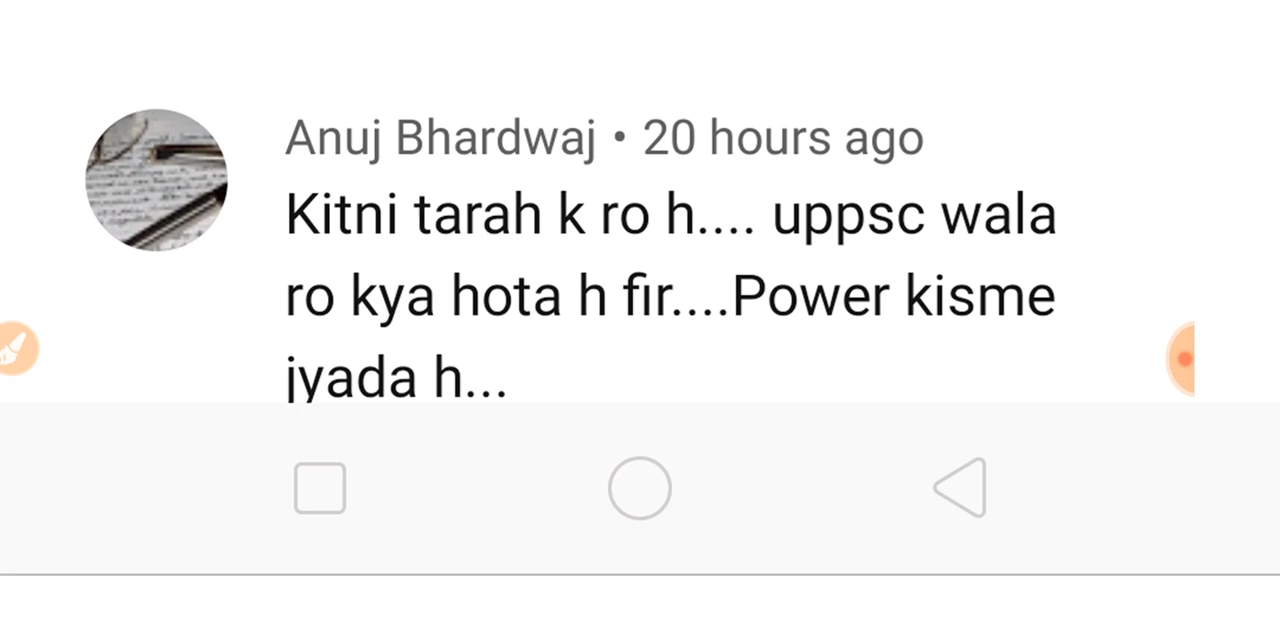 Anuj Bhardwaj • 20 hours ago
Kitni tarah k ro h.... uppsc wala
ro kya hota h fir....Power kisme
jyada h...